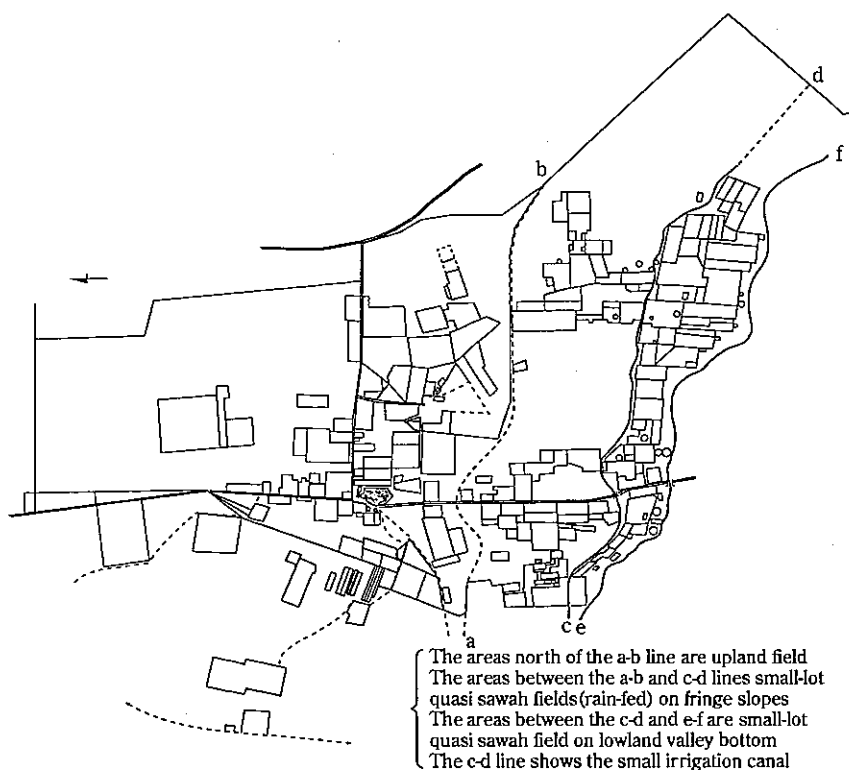 d
f
b
a
c e
The areas north of the a-b line are upland field
The areas between the a-b and c-d lines small-lot
quasi sawah fields(rain-fed) on fringe slopes
The areas between the c-d and e-f are small-lot
quasi sawah field on lowland valley bottom
The c-d line shows the small irrigation canal